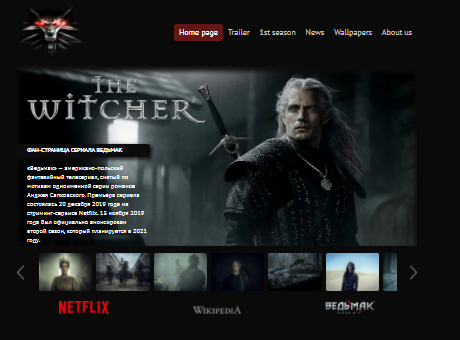 Home page
Trailer
1st season
News
Wallpapers
About us
THE
WITCHER
ФАН-СТРАНИЦА СЕРИАЛА ВЕДЬМАК
«Ведьмак» — американо-польский
фэнтезийный телесериал, снятый по
мотивам одноименной серии романов
Анджея Сапковского. Премьера сериала
состоялась 20 декабря 2019 года на
стриминг-сервисе Netflix. 13 ноября 2019
года был официально анонсирован
второй сезон, который планируется в 2021
году.
NETFLIX
WIKIPEDIA
ВЕДЬМАК